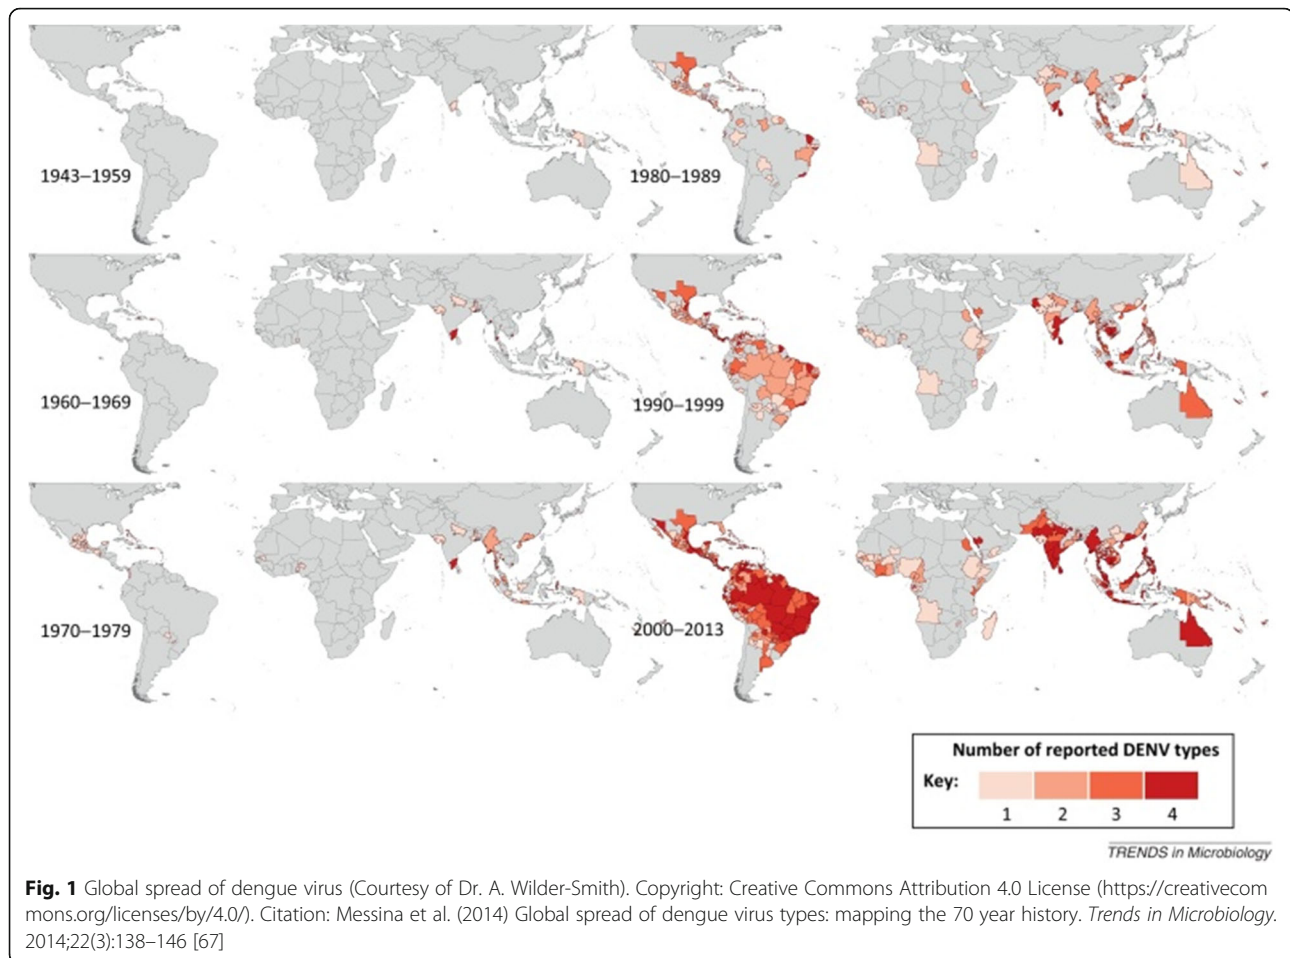 1943–1959
1980–1989
1960–1969
1990–1999
1970–1979
2000–2013
Number of reported DENV types
Key:
1 2 3 4
TRENDS in Microbiology
Fig. 1 Global spread of dengue virus (Courtesy of Dr. A. Wilder-Smith). Copyright: Creative Commons Attribution 4.0 License (https://creativecom
mons.org/licenses/by/4.0/). Citation: Messina et al. (2014) Global spread of dengue virus types: mapping the 70 year history. Trends in Microbiology.
2014;22(3):138–146 [67]